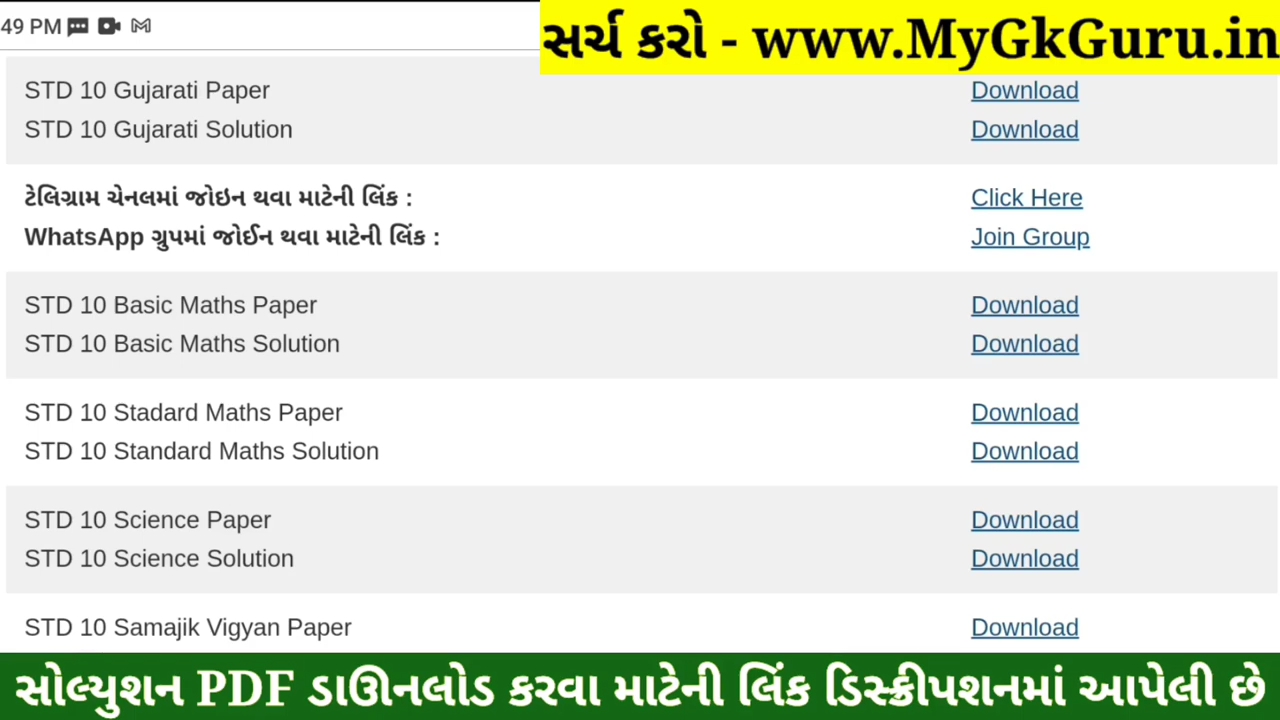 49 PM
સર્ચ કરો - www.MyGkGuru.in
STD 10 Gujarati Paper Download
STD 10 Gujarati Solution Download
ટેલિગ્રામ ચેનલમાં જોઇન થવા માટેની લિંક : Click Here
WhatsApp ગ્રુપમાં જોઈન થવા માટેની લિંક : Join Group
STD 10 Basic Maths Paper Download
STD 10 Basic Maths Solution Download
STD 10 Stadard Maths Paper Download
STD 10 Standard Maths Solution Download
STD 10 Science Paper Download
STD 10 Science Solution Download
STD 10 Samajik Vigyan Paper Download
સોલ્યુશન PDF ડાઊનલોડ કરવા માટેની લિંક ડિસ્ક્રીપશનમાં આપેલી છે